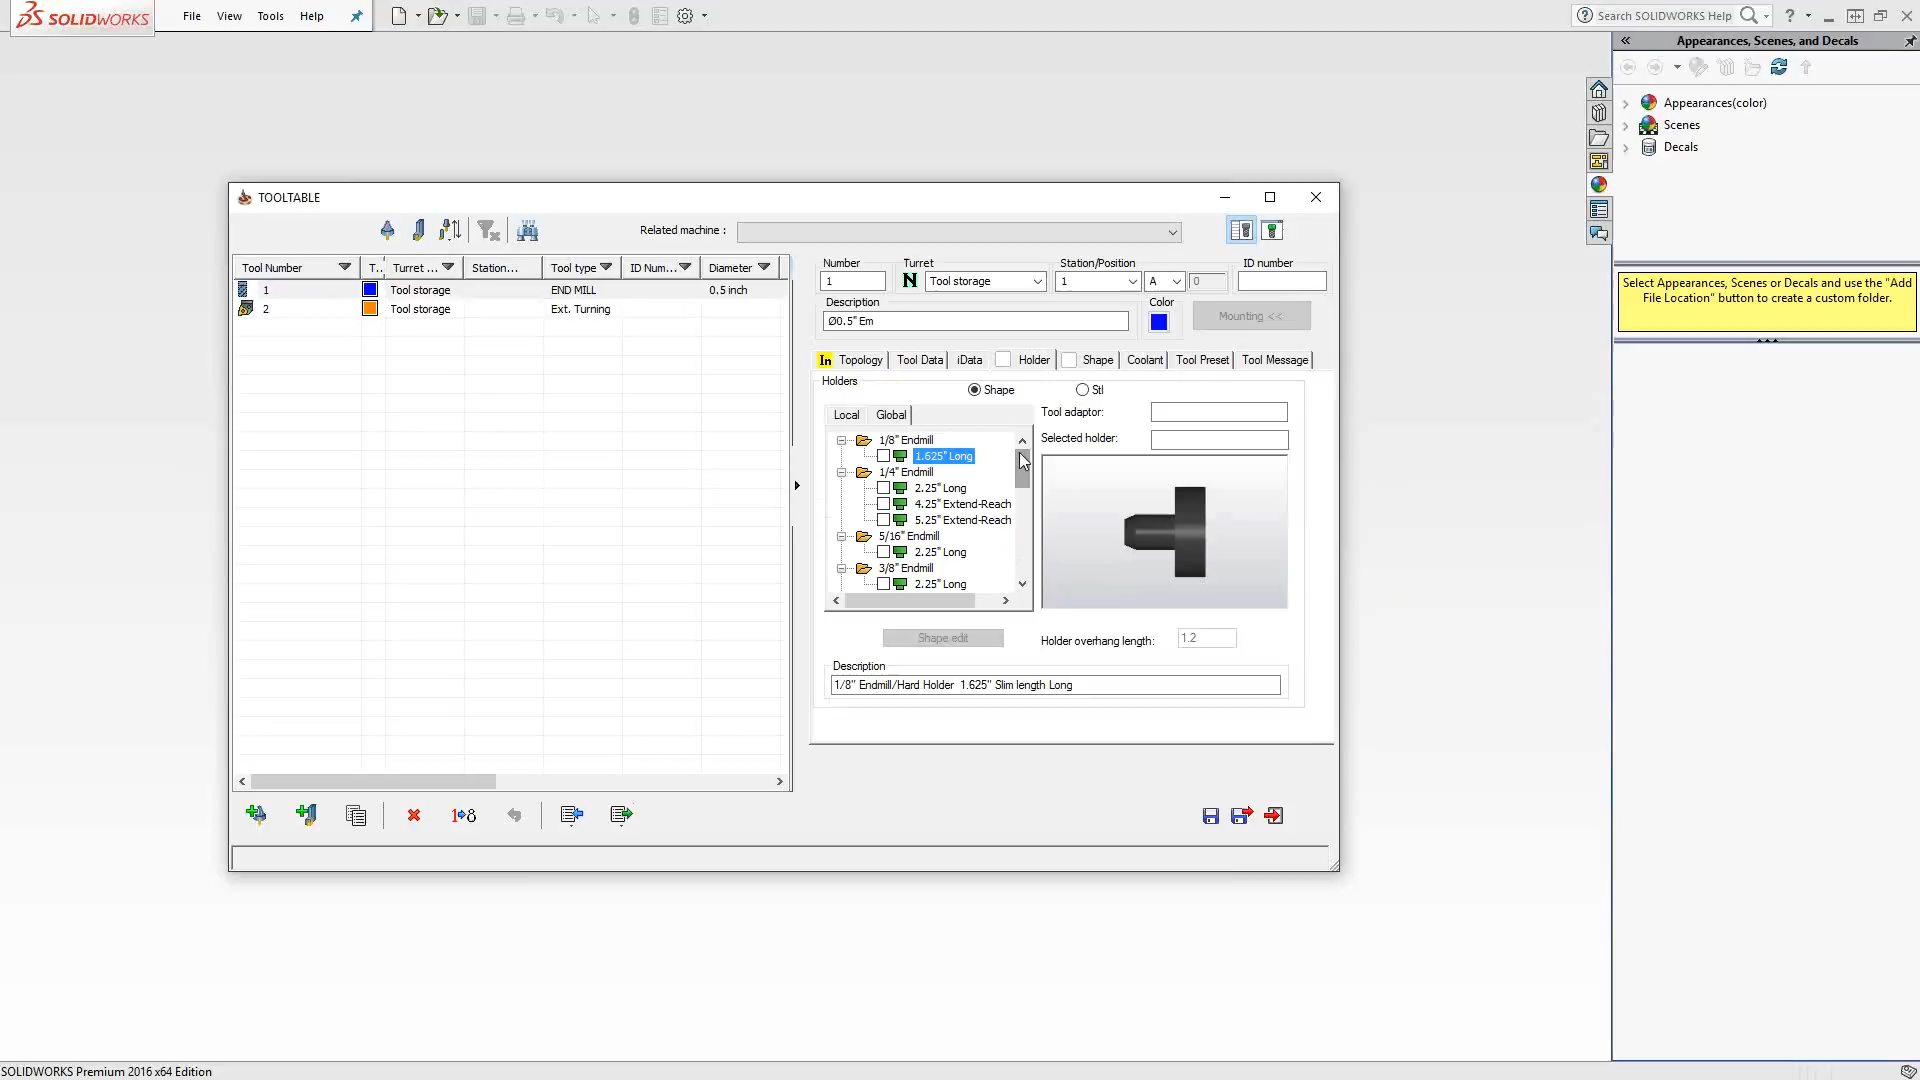 SOLIDWORKS File View Tools Help Search SOLIDWORKS Help
Appearances, Scenes, and Decals
Appearances(color)
Scenes
Decals
Select Appearances, Scenes or Decals and use the "Add
File Location" button to create a custom folder.
TOOLTABLE
Related machine :
Tool Number T.. Turret ... Station... Tool type ID Num... Diameter
1 Tool storage END MILL 0.5 inch
2 Tool storage Ext. Turning
Number Turret Station/Position ID number
1 N Tool storage 1 A 0
Description Color
Ø0.5" Em Mounting <<
In Topology Tool Data iData Holder Shape Coolant Tool Preset Tool Message
Holders
Shape Stl
Local Global
Tool adaptor:
Selected holder:
1/8" Endmill
1.625" Long
1/4" Endmill
2.25" Long
4.25" Extend-Reach
5.25" Extend-Reach
5/16" Endmill
2.25" Long
3/8" Endmill
2.25" Long
Shape edit Holder overhang length: 1.2
Description
1/8" Endmill/Hard Holder 1.625" Slim length Long
1 8
SOLIDWORKS Premium 2016 x64 Edition